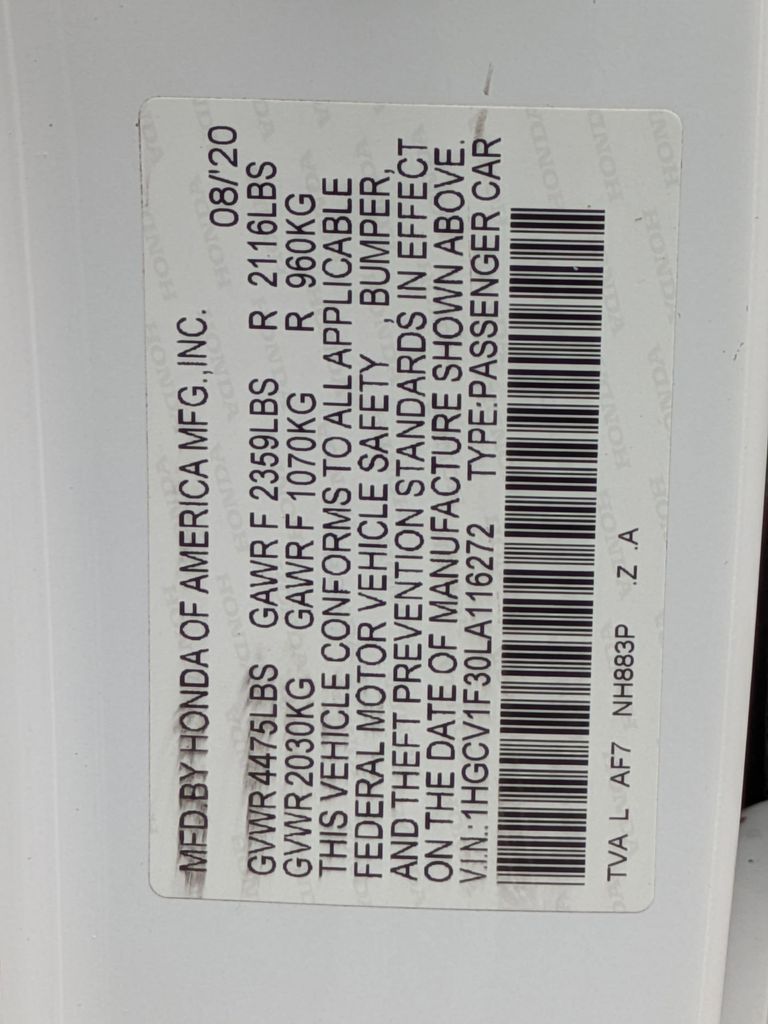 MFD.BY HONDA OF AMERICA MFG.,INC. 08/'20
GVWR 4475LBS GAWR F 2359LBS R 2116LBS
GVWR 2030KG GAWR F 1070KG R 960KG
THIS VEHICLE CONFORMS TO ALL APPLICABLE
FEDERAL MOTOR VEHICLE SAFETY , BUMPER,
AND THEFT PREVENTION STANDARDS IN EFFECT
ON THE DATE OF MANUFACTURE SHOWN ABOVE.
V.I.N.:1HGCV1F30LA116272 TYPE:PASSENGER CAR
TVA L AF7 NH883P .Z .A